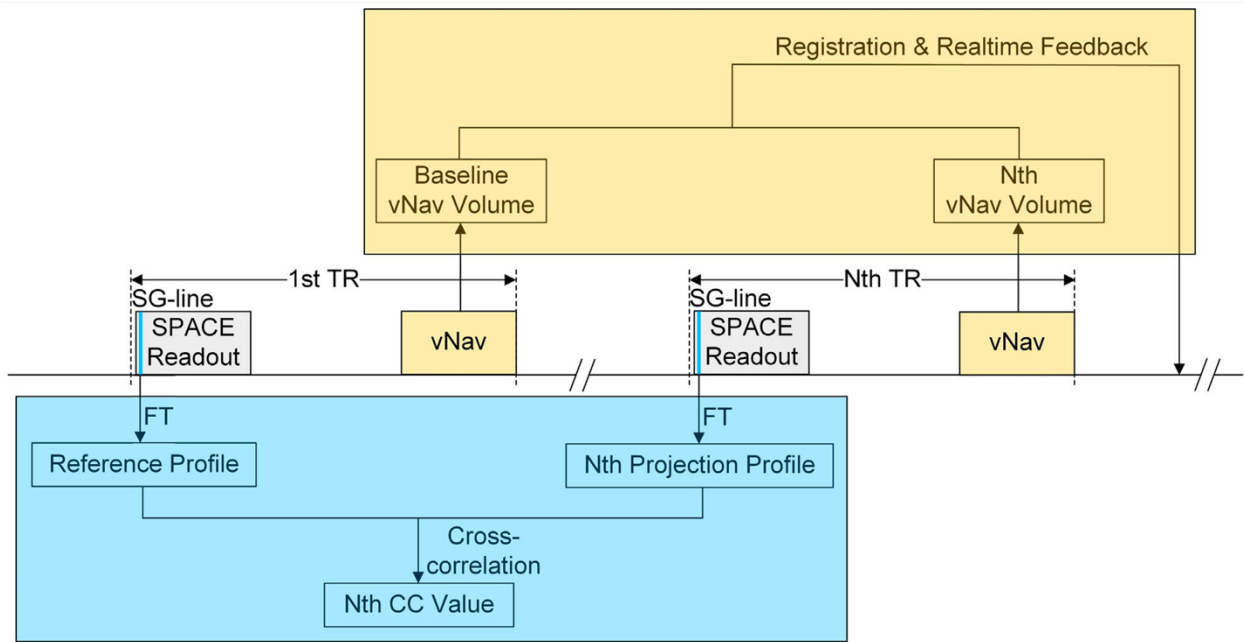 Registration & Realtime Feedback
Baseline
vNav Volume
Nth
vNav Volume
1st TR
Nth TR
SG-line
SPACE
Readout
vNav
SG-line
SPACE
Readout
vNav
FT
FT
Reference Profile
Nth Projection Profile
Cross-
correlation
Nth CC Value